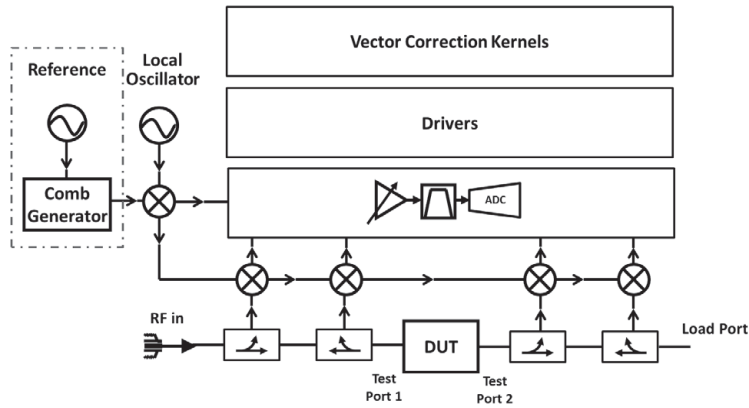 Vector Correction Kernels
Reference
Local
Oscillator
Drivers
Comb
Generator
ADC
RF in
DUT
Load Port
Test
Port 1
Test
Port 2